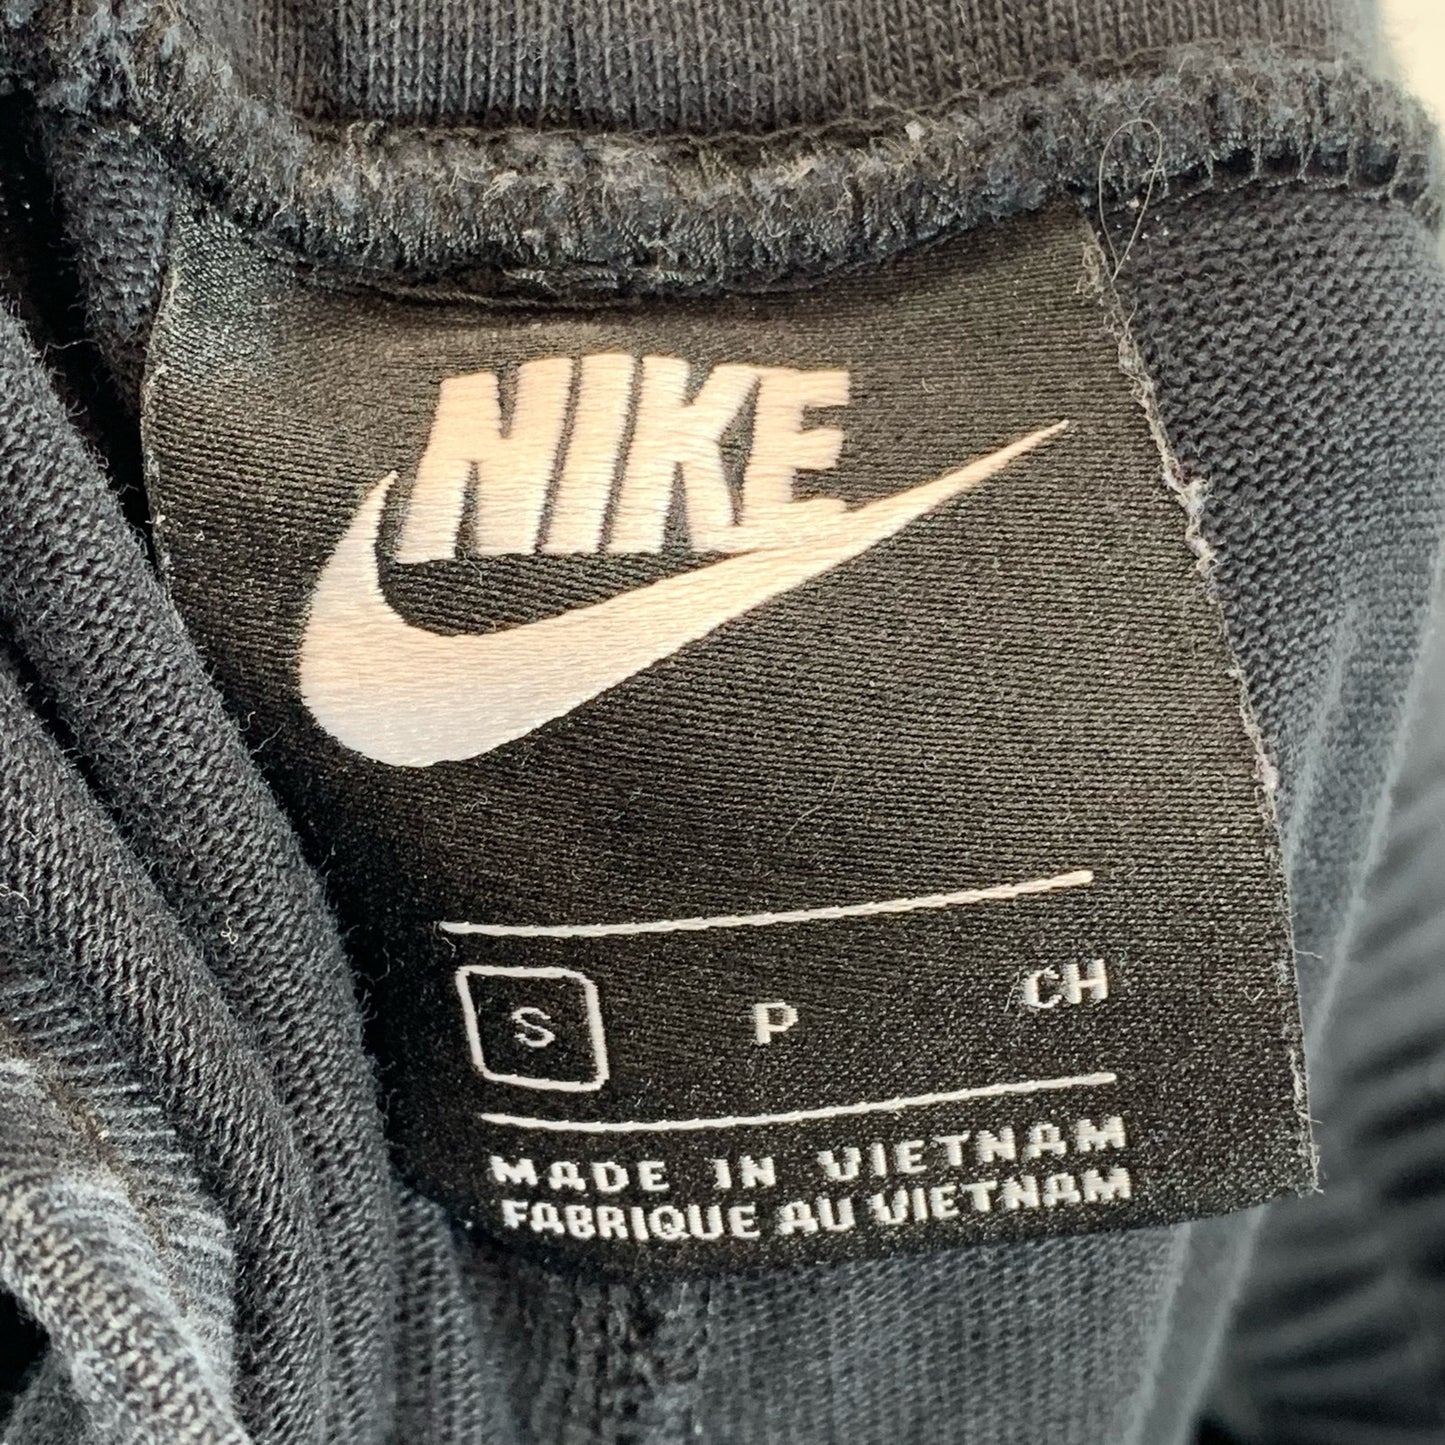 NIKE
S P CH
MADE IN VIETNAM
FABRIQUE AU VIETNAM